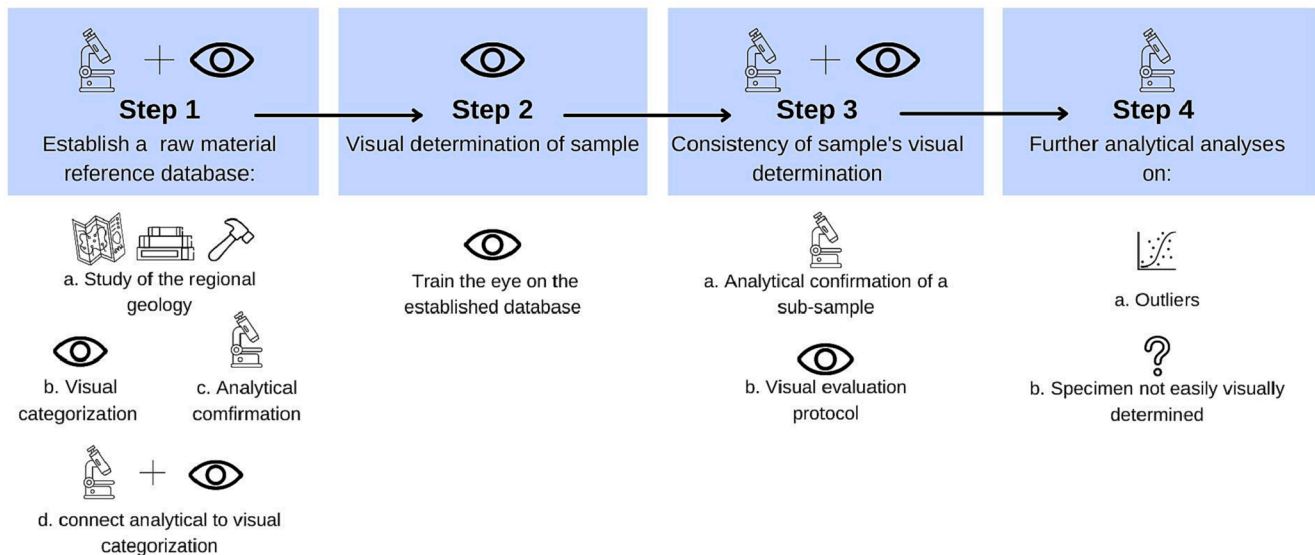 Step 1
Establish a raw material
reference database:
a. Study of the regional
geology
b. Visual
categorization
c. Analytical
comfirmation
d. connect analytical to visual
categorization
Step 2
Visual determination of sample
Train the eye on the
established database
Step 3
Consistency of sample's visual
determination
a. Analytical confirmation of a
sub-sample
b. Visual evaluation
protocol
Step 4
Further analytical analyses
on:
a. Outliers
b. Specimen not easily visually
determined